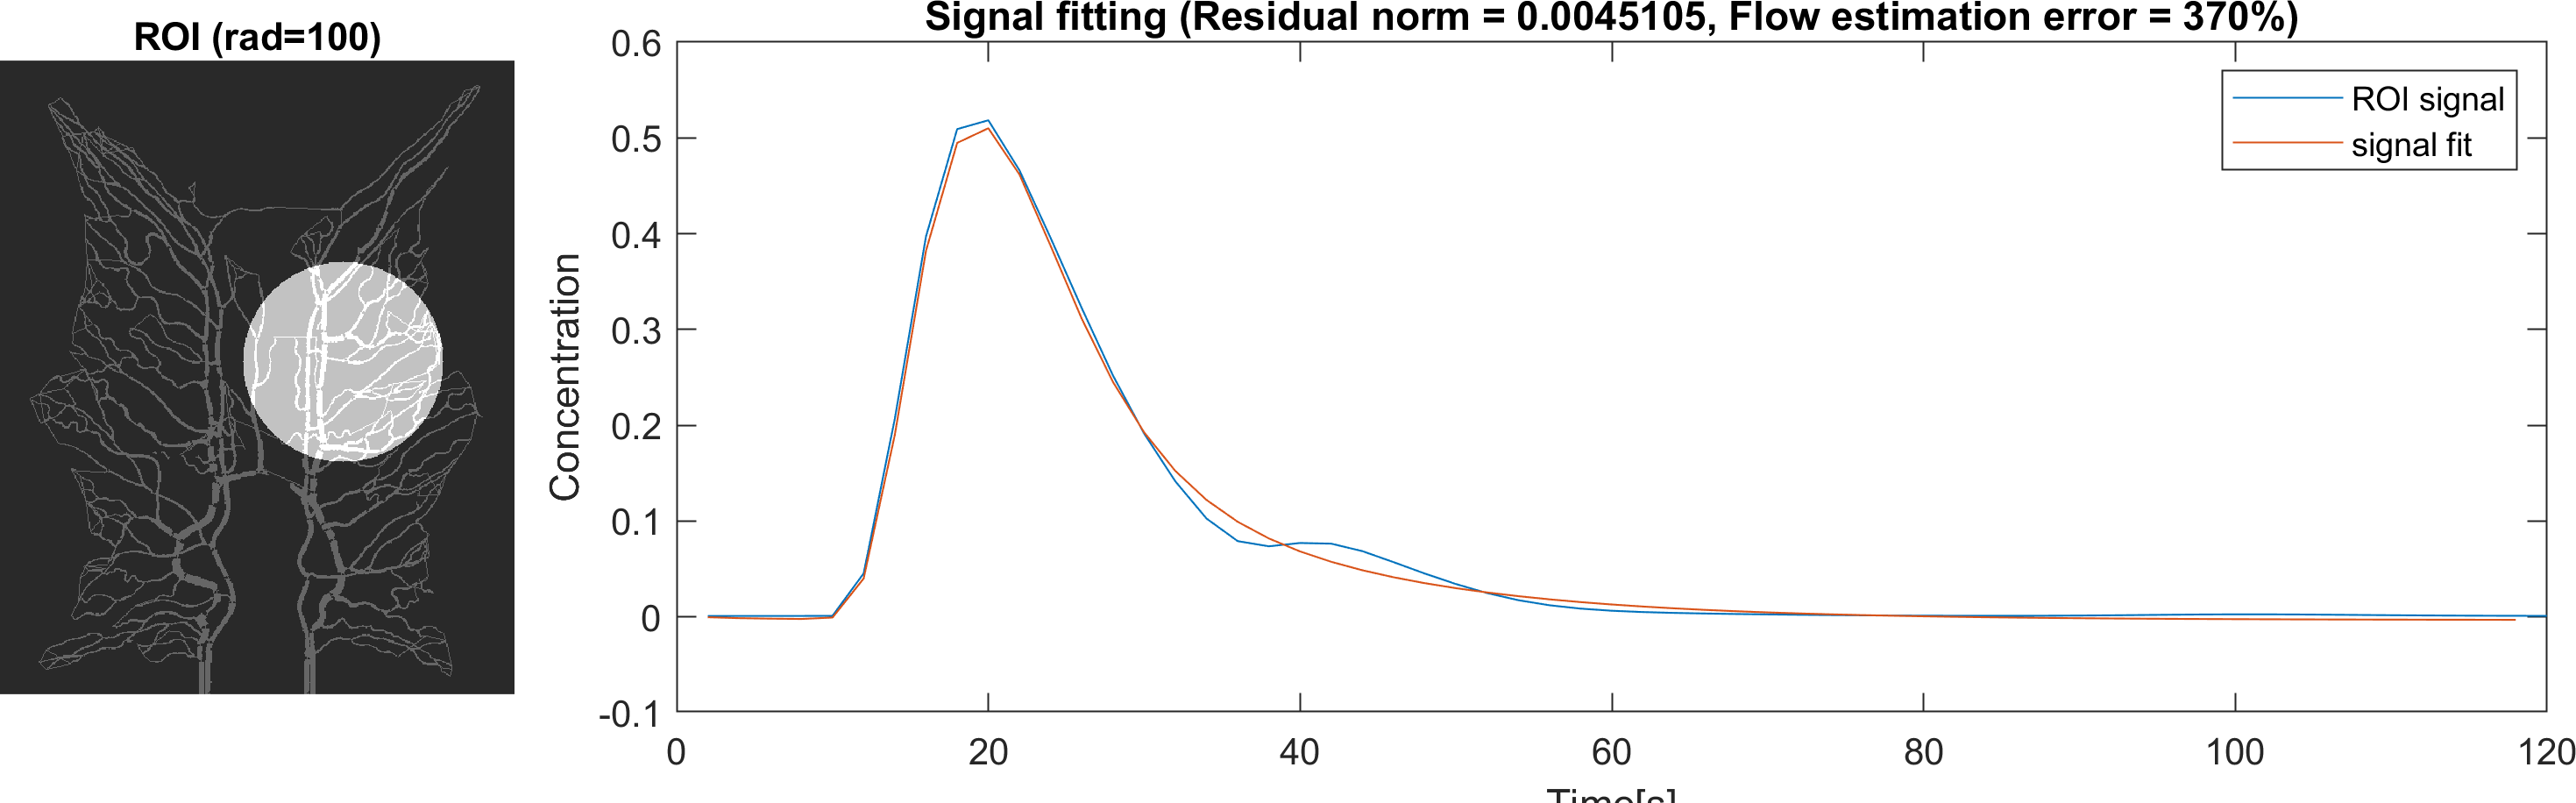 ROI (rad=100)
Signal fitting (Residual norm = 0.0045105, Flow estimation error = 370%)
0.6
0.5
0.4
0.3
0.2
0.1
0
-0.1
Concentration
ROI signal
signal fit
0 20 40 60 80 100 120
Time[s]